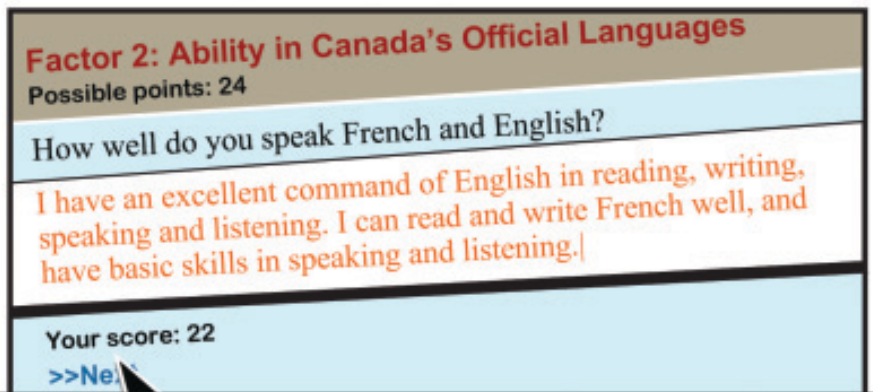 Factor 2: Ability in Canada's Official Languages
Possible points: 24
How well do you speak French and English?
I have an excellent command of English in reading, writing,
speaking and listening. I can read and write French well, and
have basic skills in speaking and listening.
Your score: 22